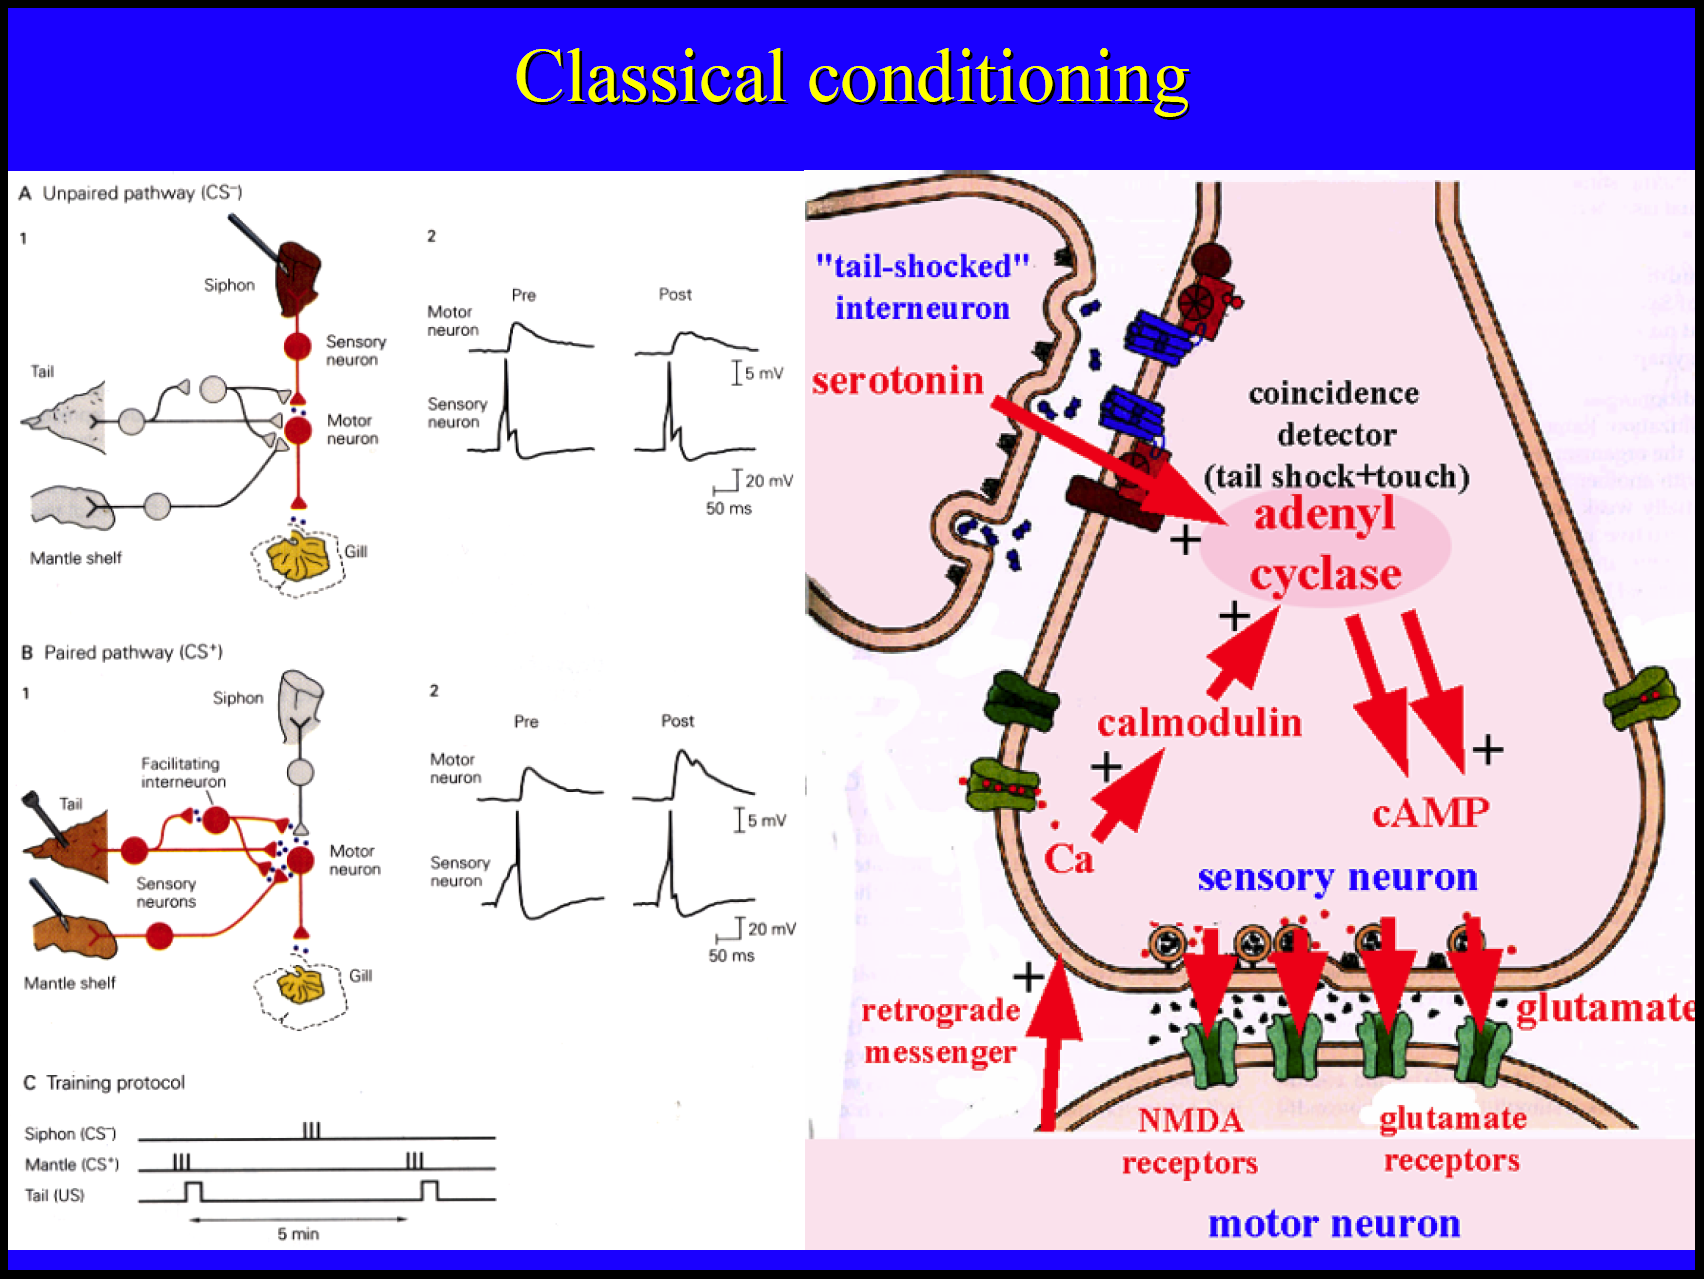 Classical conditioning
A Unpaired pathway (CS⁻)
1
2
Siphon
Sensory
neuron
Tail
Motor
neuron
Mantle shelf
Gill
Pre
Post
Motor
neuron
5 mV
Sensory
neuron
20 mV
50 ms
B Paired pathway (CS⁺)
1
2
Siphon
Facilitating
interneuron
Tail
Motor
neuron
Sensory
neurons
Mantle shelf
Gill
Pre
Post
Motor
neuron
5 mV
Sensory
neuron
20 mV
50 ms
C Training protocol
Siphon (CS⁻)
Mantle (CS⁺)
Tail (US)
5 min
"tail-shocked"
interneuron
serotonin
coincidence
detector
(tail shock+touch)
adenyl
cyclase
+
+
calmodulin
+
+
cAMP
Ca
sensory neuron
+
retrograde
messenger
glutamate
NMDA
receptors
glutamate
receptors
motor neuron